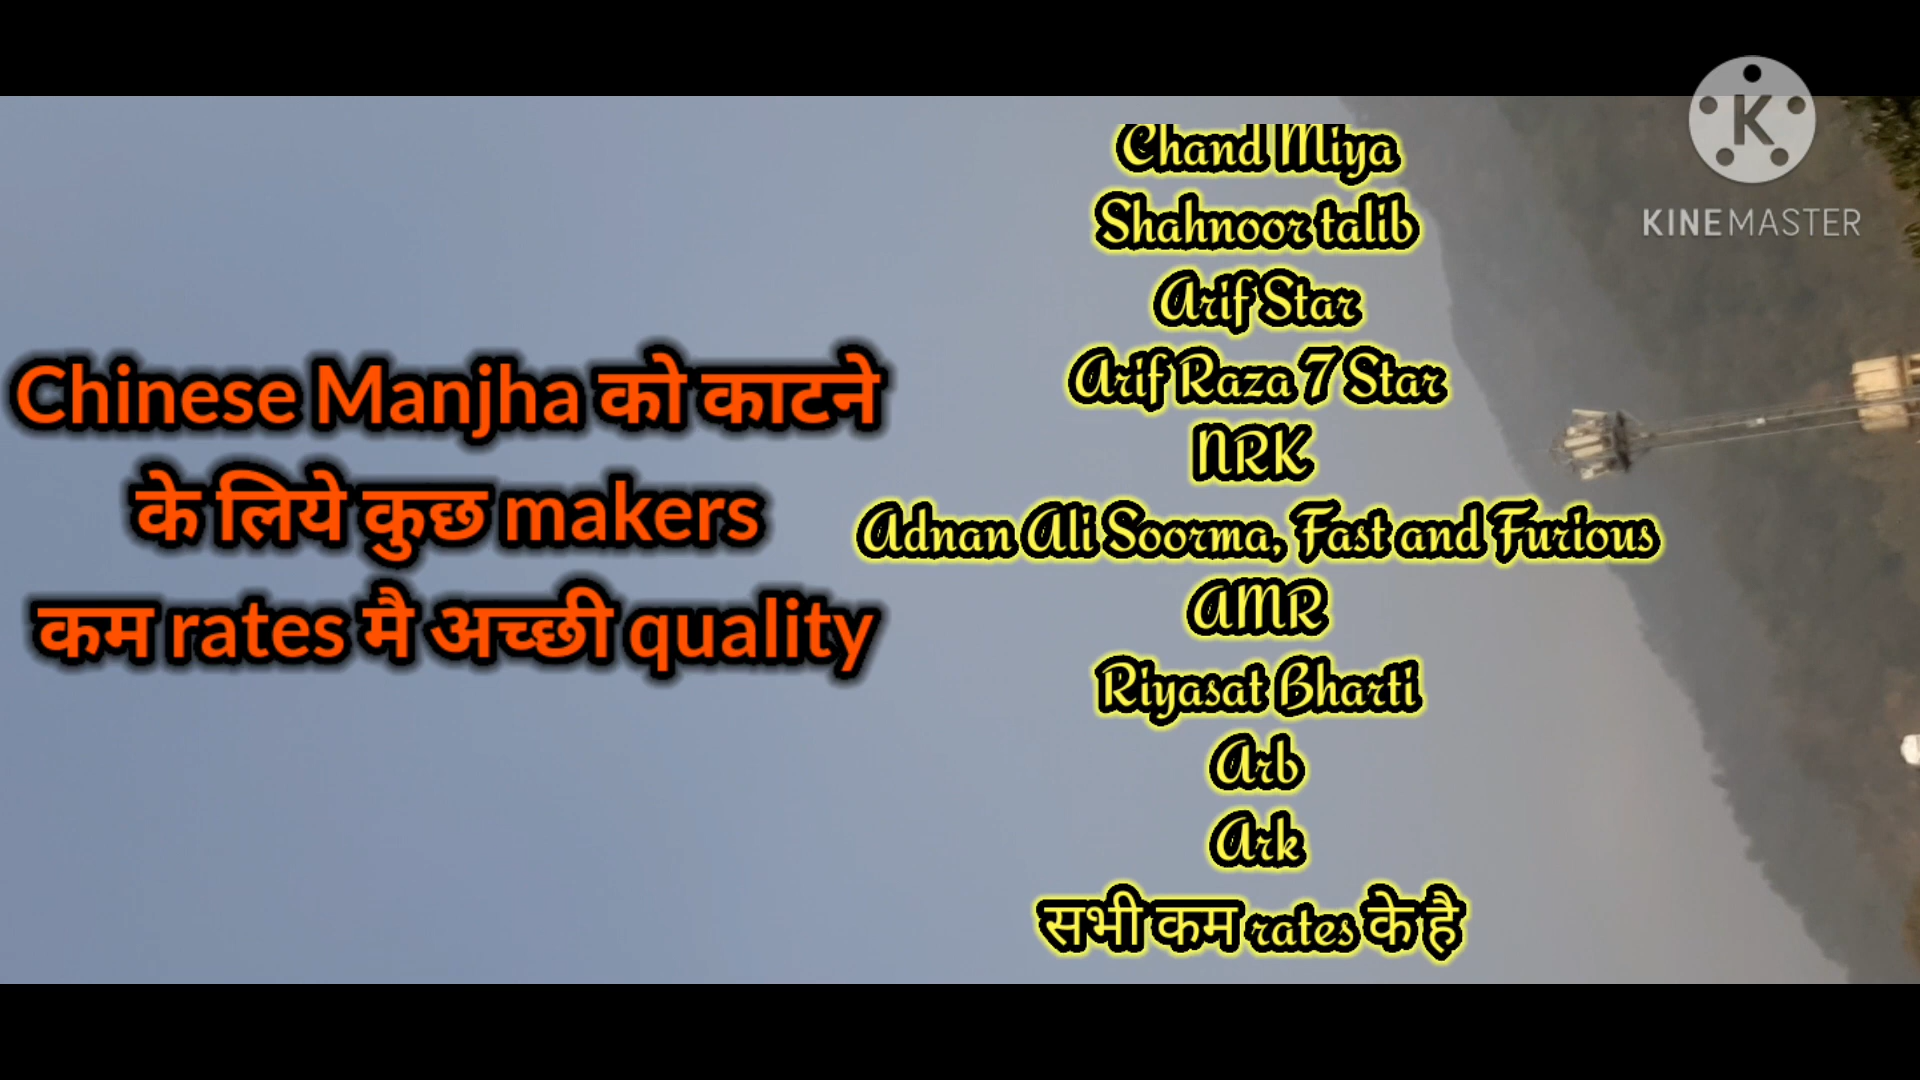 Chinese Manjha को काटने
के लिये कुछ makers
कम rates मै अच्छी quality
Chand Miya
Shahnoor talib
Arif Star
Arif Raza 7 Star
NRK
Adnan Ali Soorma, Fast and Furious
AMR
Riyasat Bharti
Arb
Ark
सभी कम rates के है
K
KINEMASTER